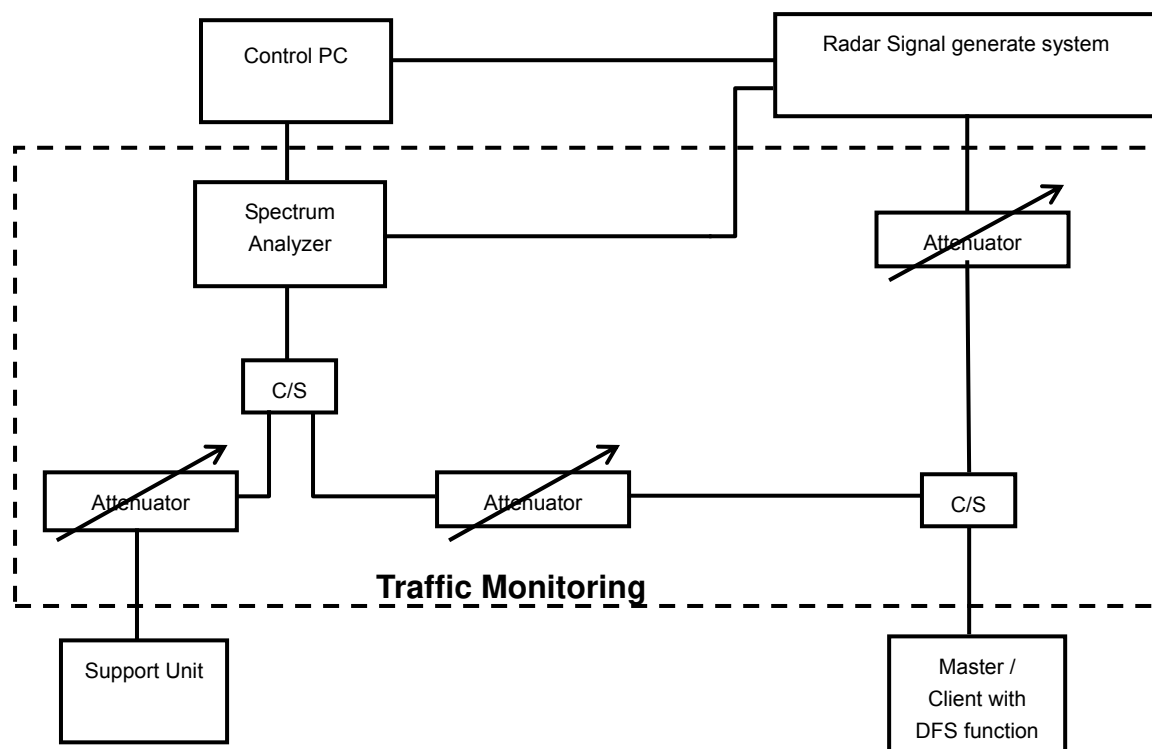 Control PC
Radar Signal generate system
Spectrum
Analyzer
Attenuator
C/S
Attenuator
Attenuator
C/S
Traffic Monitoring
Support Unit
Master /
Client with
DFS function